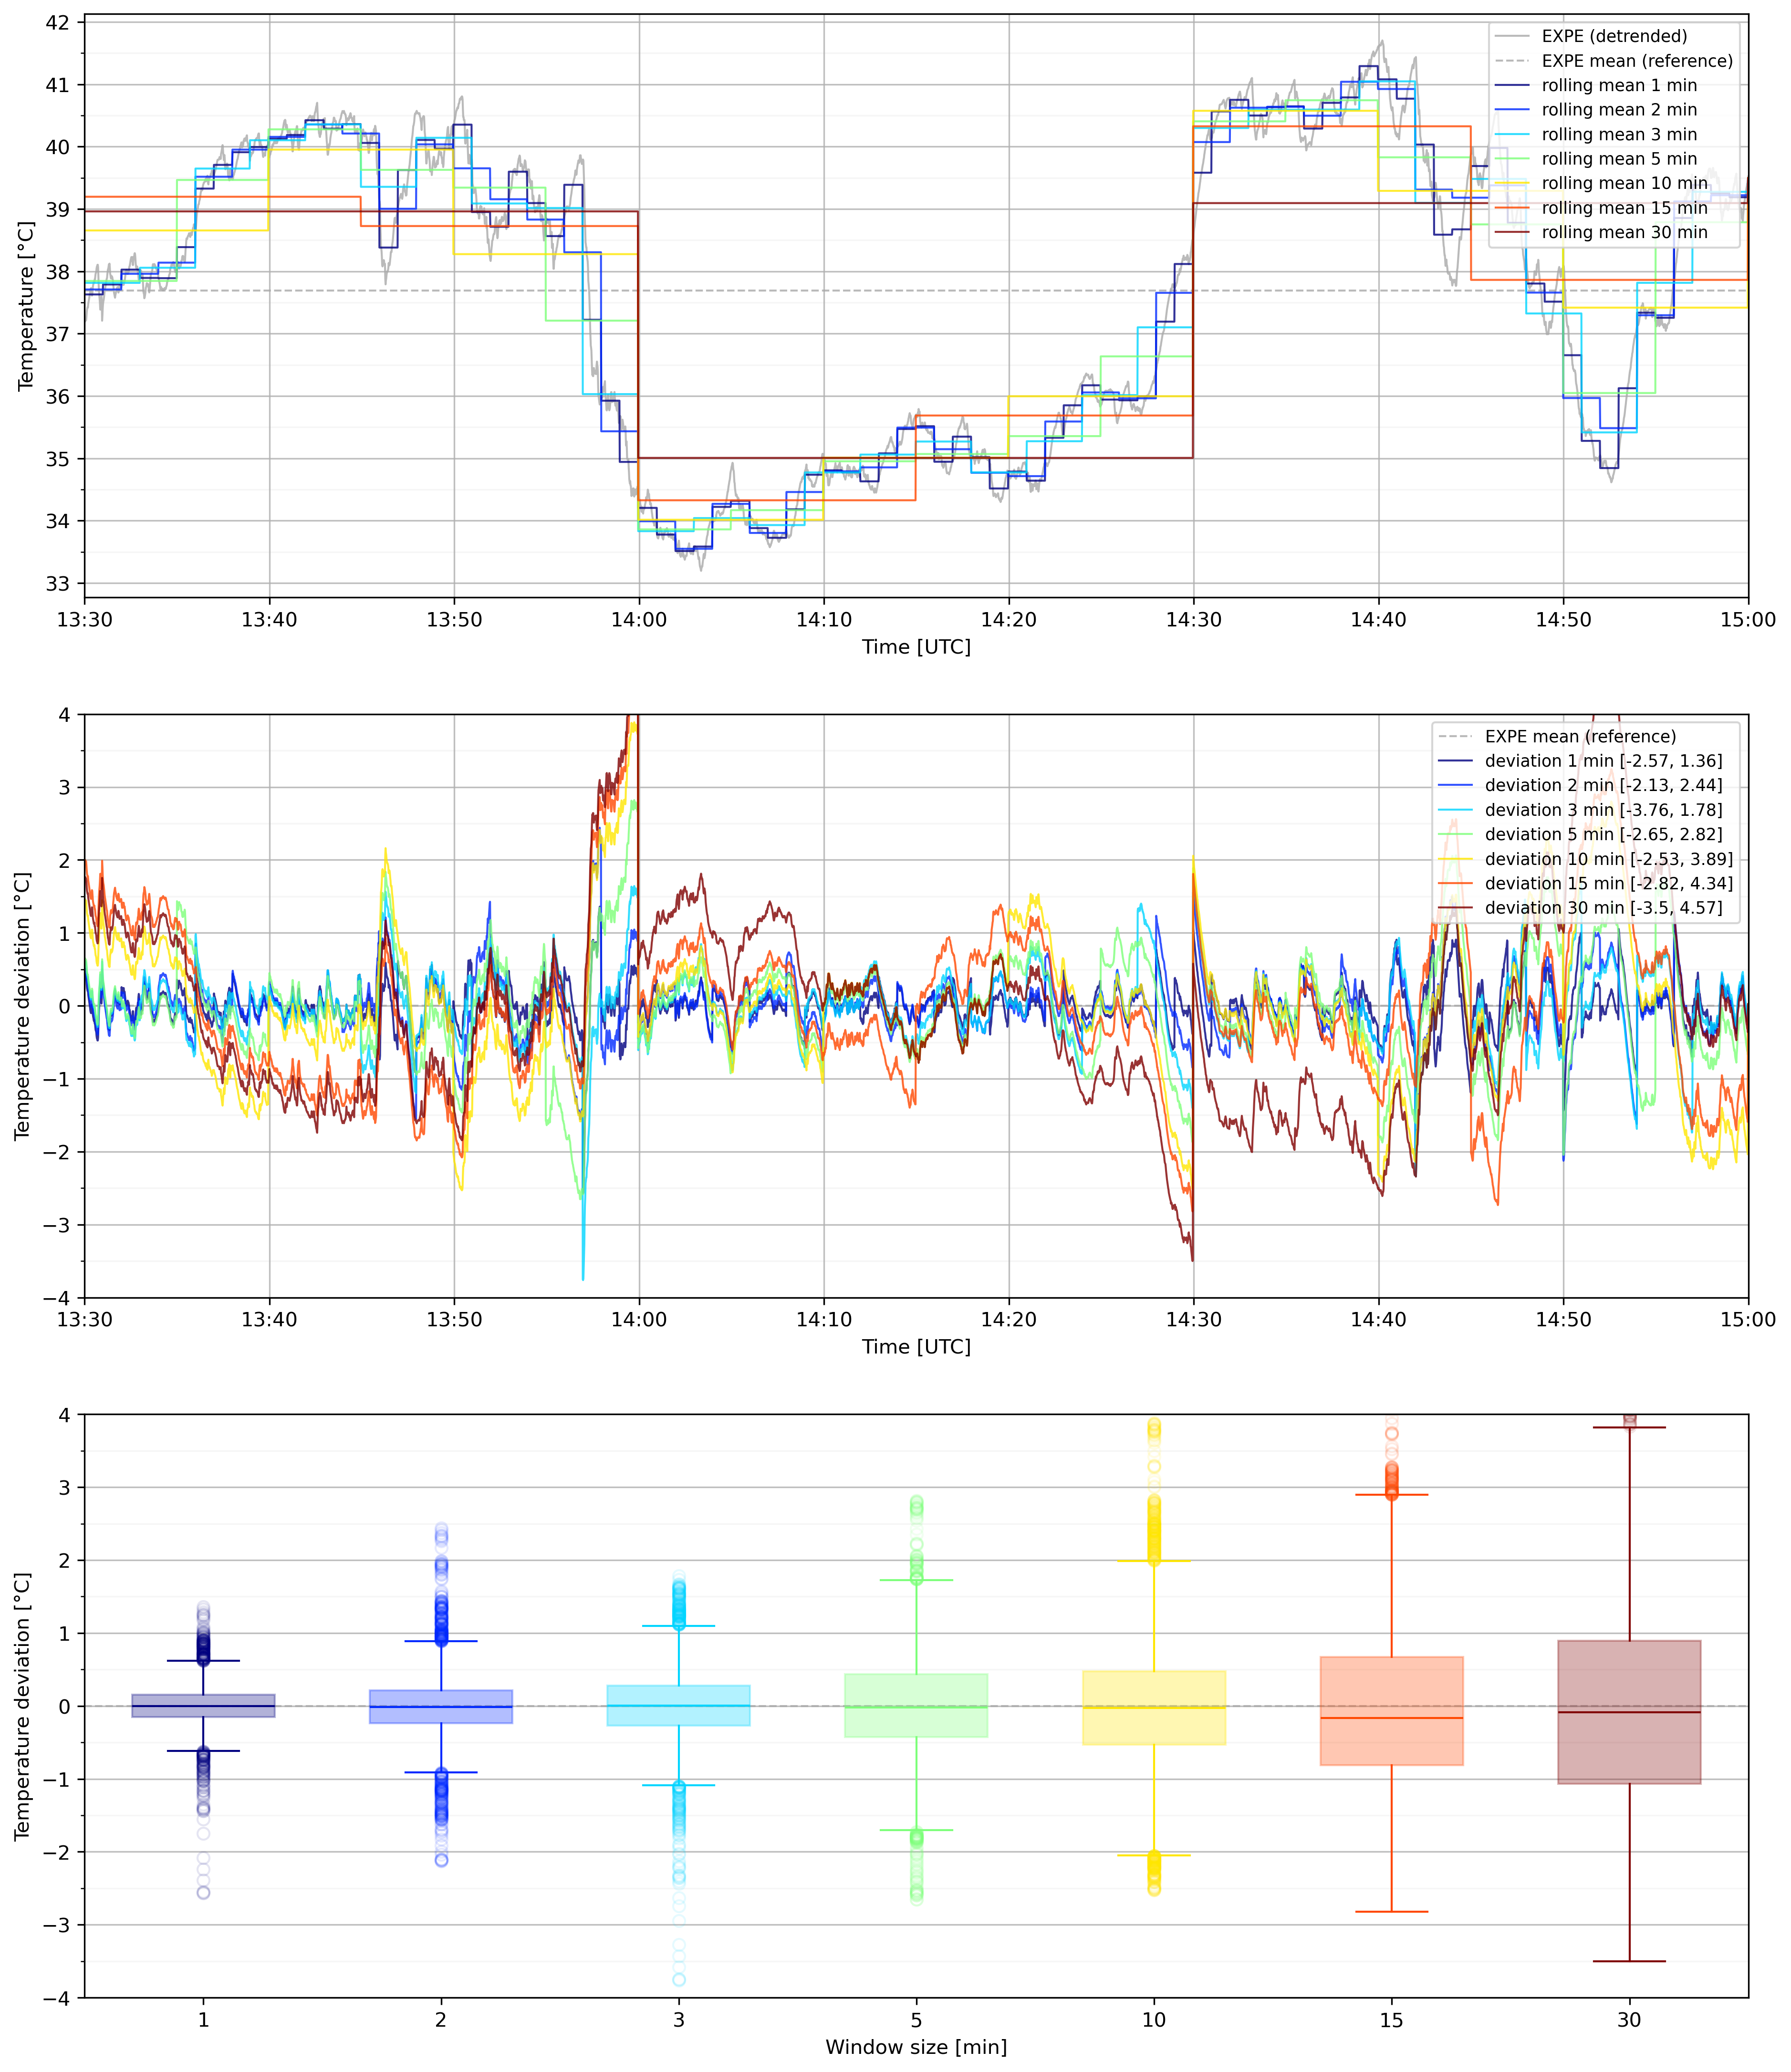 42
41
40
39
38
37
36
35
34
33
Temperature [°C]
EXPE (detrended)
EXPE mean (reference)
rolling mean 1 min
rolling mean 2 min
rolling mean 3 min
rolling mean 5 min
rolling mean 10 min
rolling mean 15 min
rolling mean 30 min
13:30 13:40 13:50 14:00 14:10 14:20 14:30 14:40 14:50 15:00
Time [UTC]
4
3
2
1
0
−1
−2
−3
−4
Temperature deviation [°C]
EXPE mean (reference)
deviation 1 min [-2.57, 1.36]
deviation 2 min [-2.13, 2.44]
deviation 3 min [-3.76, 1.78]
deviation 5 min [-2.65, 2.82]
deviation 10 min [-2.53, 3.89]
deviation 15 min [-2.82, 4.34]
deviation 30 min [-3.5, 4.57]
13:30 13:40 13:50 14:00 14:10 14:20 14:30 14:40 14:50 15:00
Time [UTC]
4
3
2
1
0
−1
−2
−3
−4
Temperature deviation [°C]
1 2 3 5 10 15 30
Window size [min]